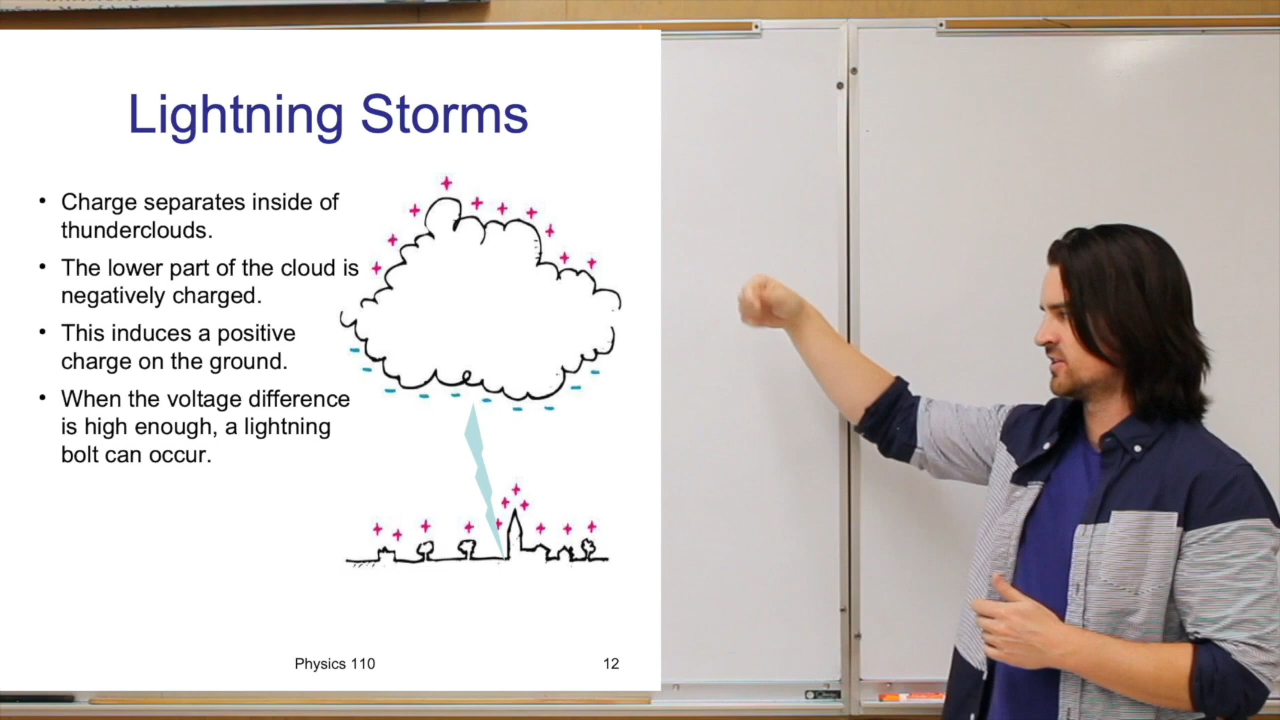 Lightning Storms
• Charge separates inside of
thunderclouds.
• The lower part of the cloud is
negatively charged.
• This induces a positive
charge on the ground.
• When the voltage difference
is high enough, a lightning
bolt can occur.
Physics 110
12